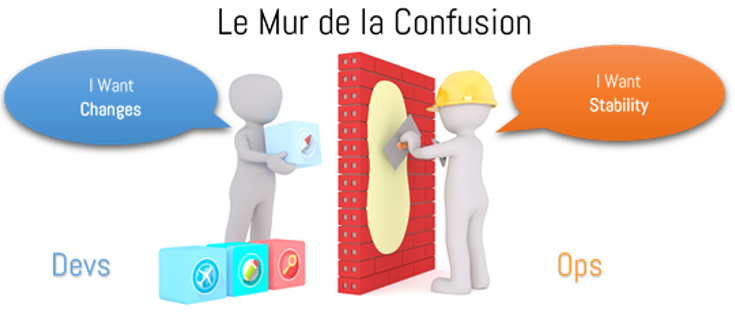 Le Mur de la Confusion
I Want
Changes
I Want
Stability
Devs
Ops